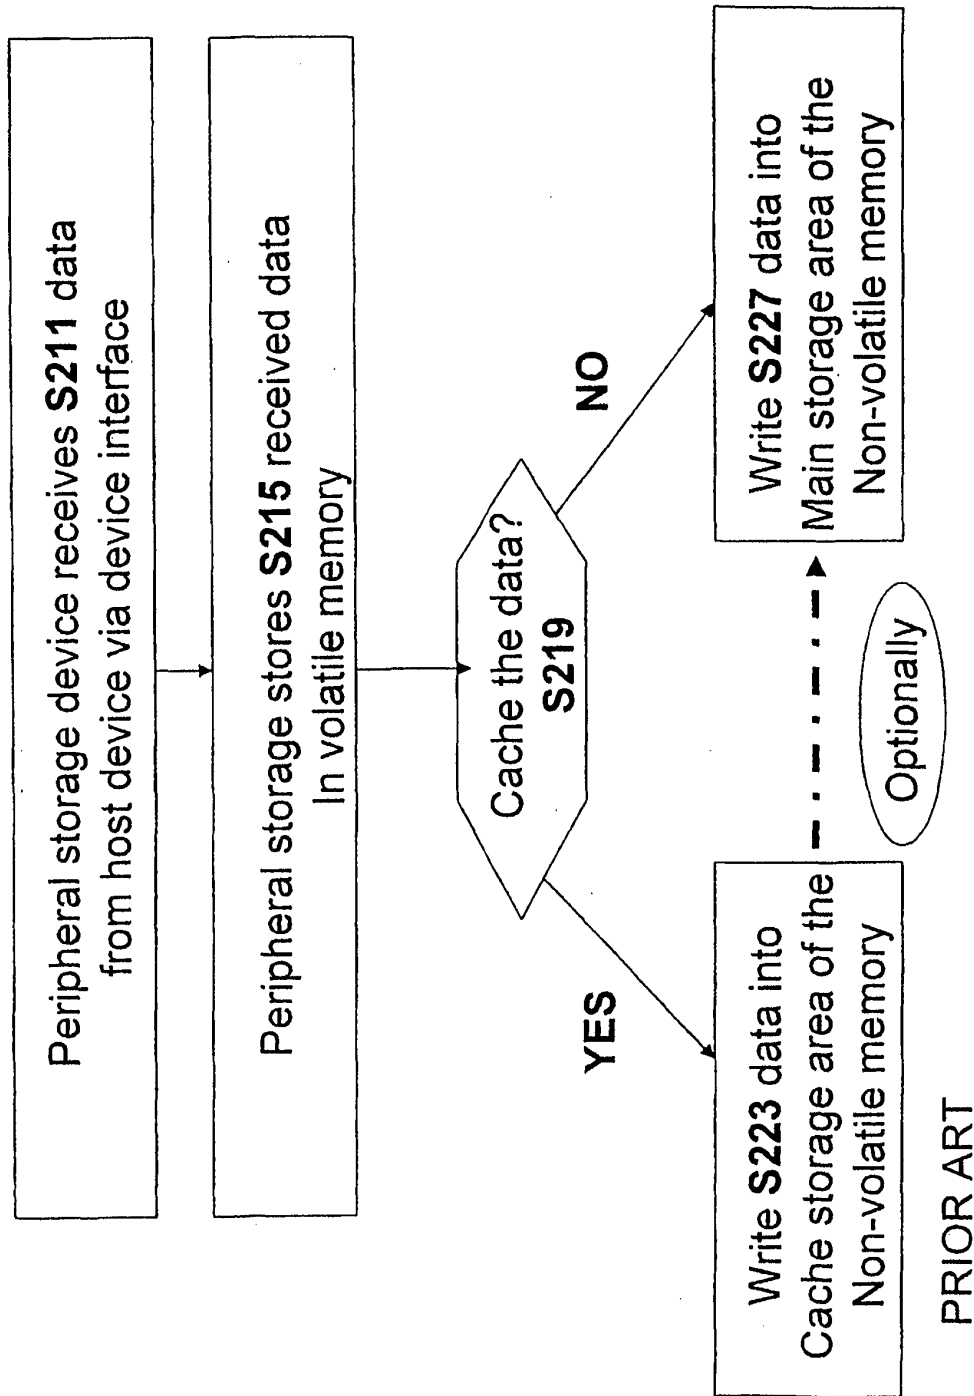 Peripheral storage device receives S211 data
from host device via device interface
Peripheral storage stores S215 received data
In volatile memory
Cache the data?
S219
YES
NO
Write S223 data into
Cache storage area of the
Non-volatile memory
Optionally
Write S227 data into
Main storage area of the
Non-volatile memory
PRIOR ART